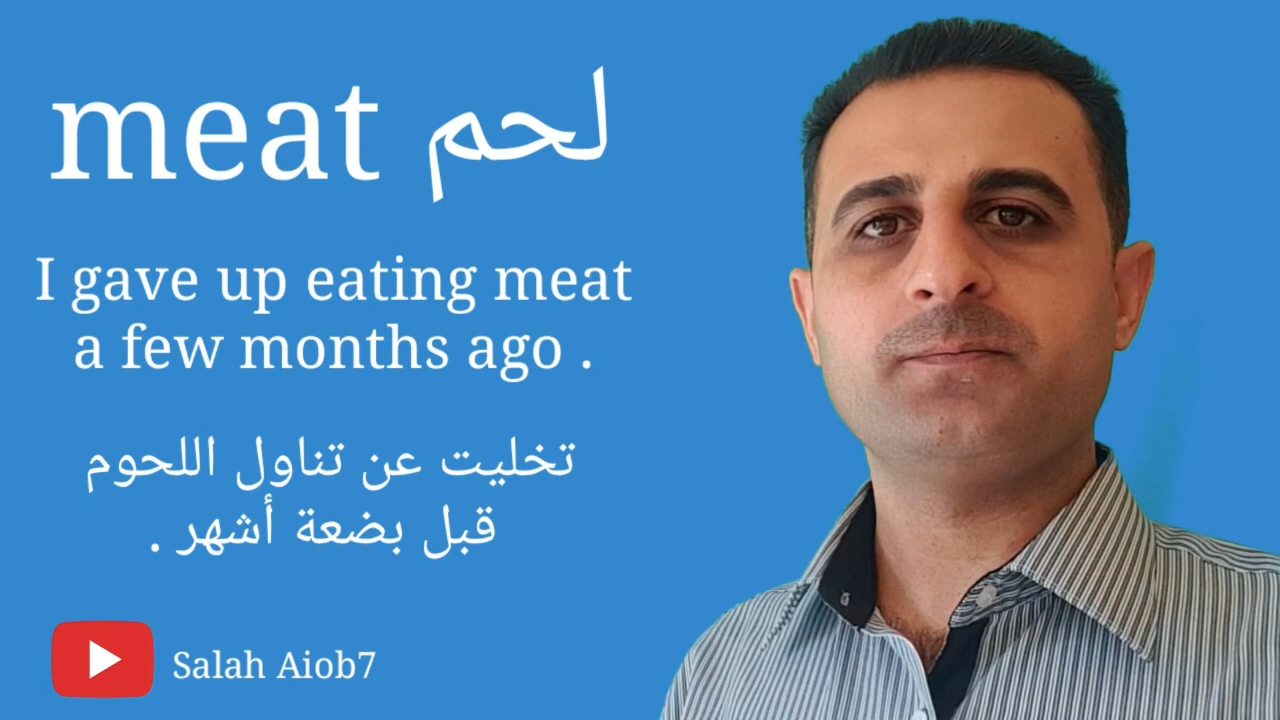 meat لحم
I gave up eating meat
a few months ago .
تخليت عن تناول اللحوم
قبل بضعة أشهر .
Salah Aiob7